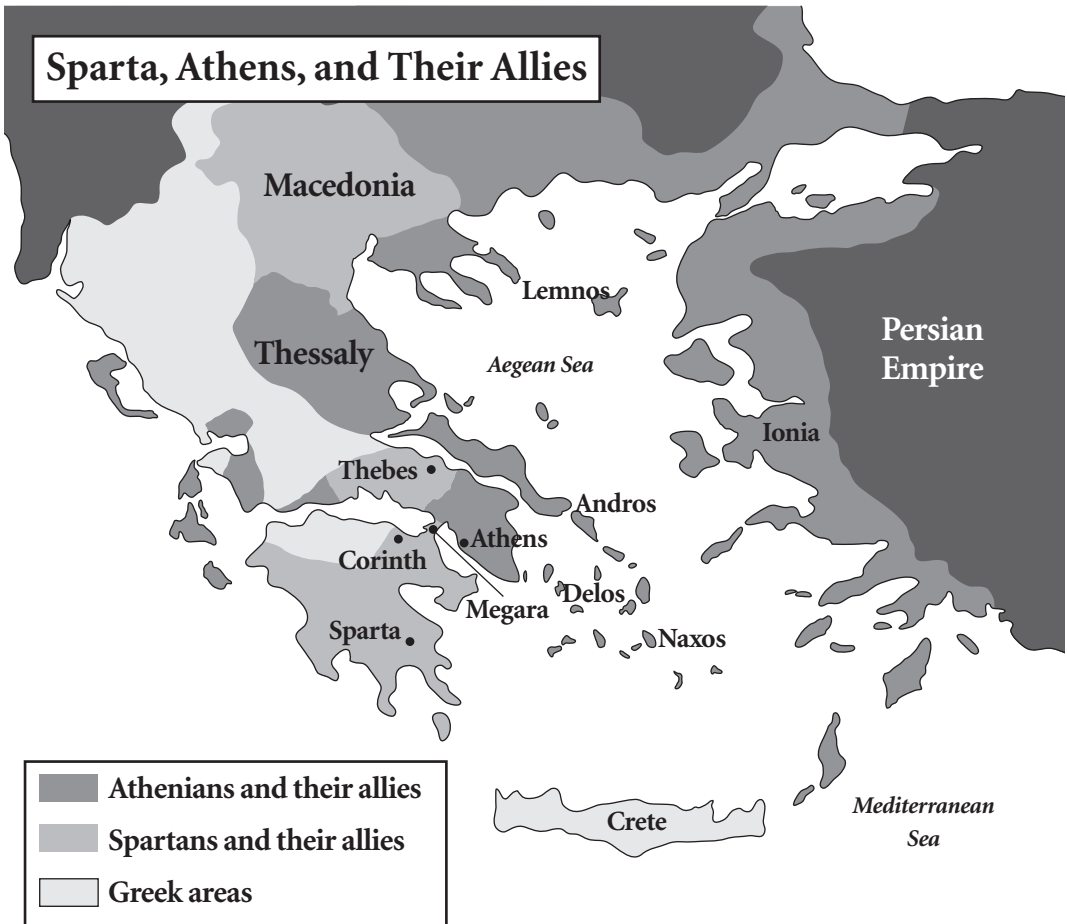 Sparta, Athens, and Their Allies
Macedonia
Lemnos
Thessaly
Aegean Sea
Persian
Empire
Ionia
Thebes
Andros
Athens
Corinth
Delos
Megara
Sparta
Naxos
Athenians and their allies
Spartans and their allies
Greek areas
Crete
Mediterranean
Sea